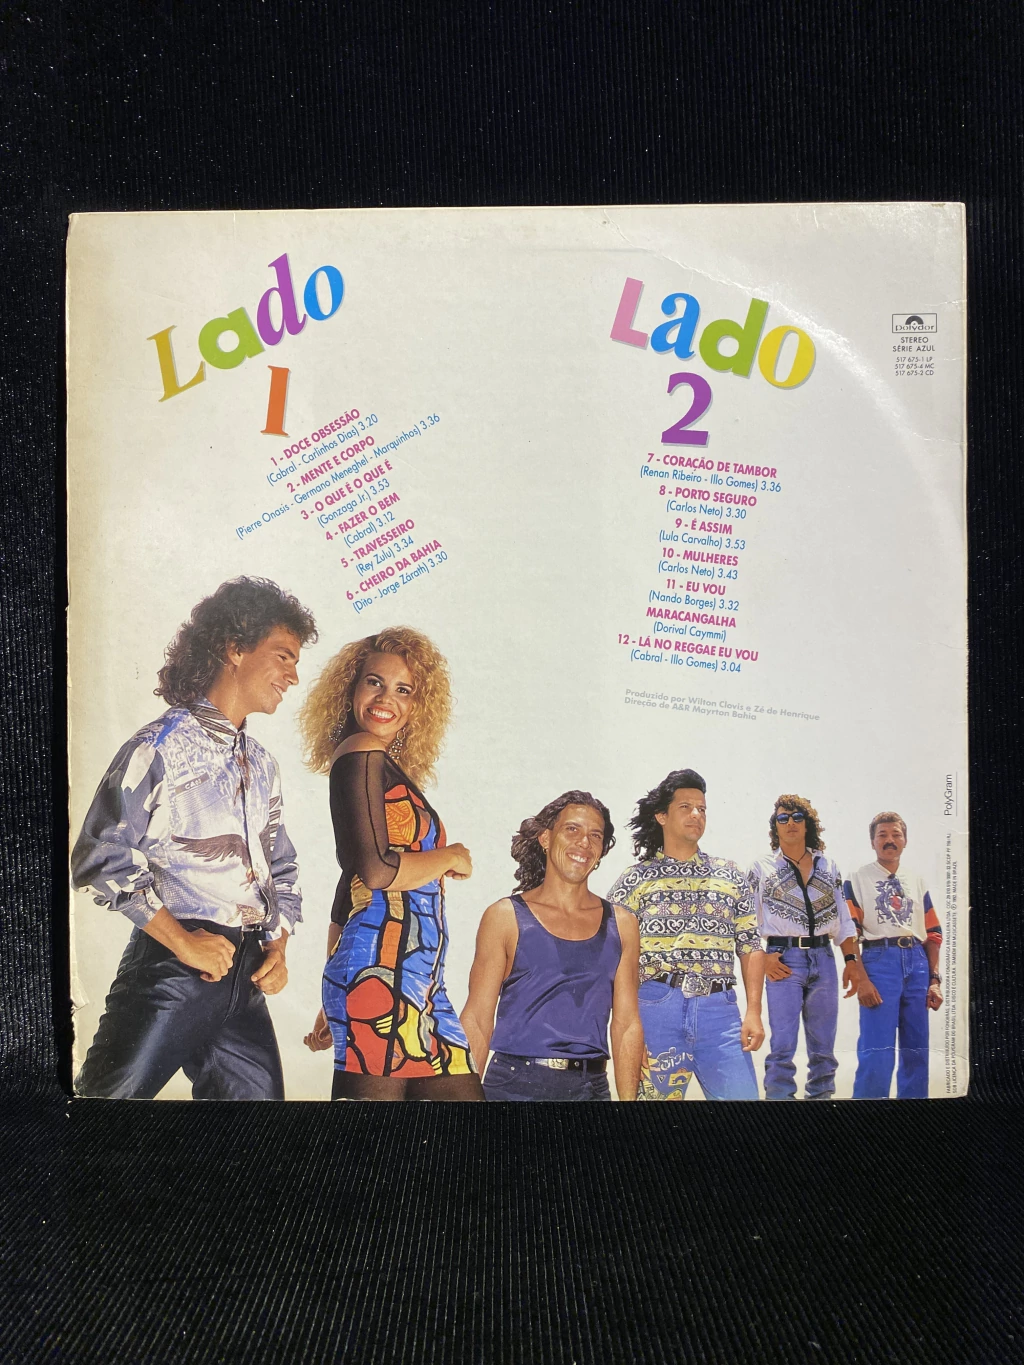 Lado
1
1 - DOCE OBSESSÃO
(Cabral - Carlinhos Dias) 3.20
2 - MENTE E CORPO
(Pierre Onasis - Germano Meneghel - Marquinhos) 3.36
3 - O QUE É O QUE É
(Gonzaga Jr.) 3.53
4 - FAZER O BEM
(Cabral) 3.12
5 - TRAVESSEIRO
(Rey Zulu) 3.34
6 - CHEIRO DA BAHIA
(Dito - Jorge Zárath) 3.30
Lado
2
7 - CORAÇÃO DE TAMBOR
(Renan Ribeiro - Illo Gomes) 3.36
8 - PORTO SEGURO
(Carlos Neto) 3.30
9 - É ASSIM
(Lula Carvalho) 3.53
10 - MULHERES
(Carlos Neto) 3.43
11 - EU VOU
(Nando Borges) 3.32
MARACANGALHA
(Dorival Caymmi)
12 - LÁ NO REGGAE EU VOU
(Cabral - Illo Gomes) 3.04
Produzido por Wilton Clovis e Zé de Henrique
Direção de A&R Mayrton Bahia
Polydor
STEREO
SÉRIE AZUL
517 675-1 LP
517 675-4 MC
517 675-2 CD
PolyGram